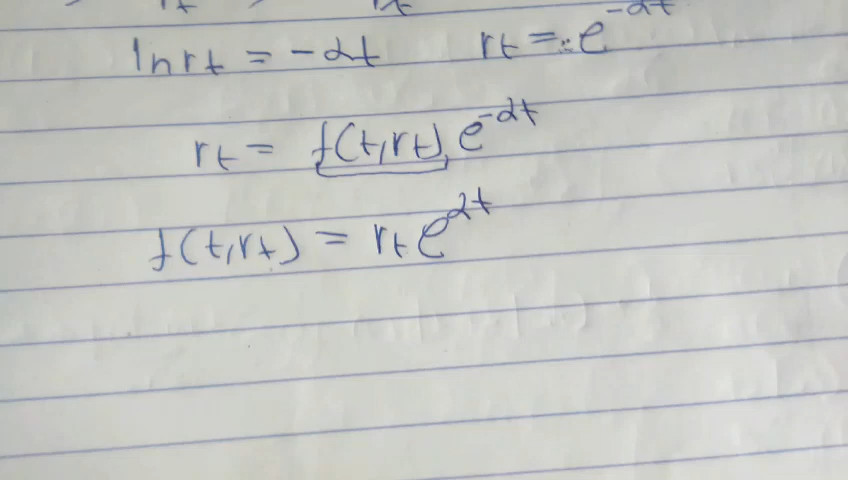 ln rt = -αt rt = e^-αt
rt = f(t,rt) e^-αt
f(t,rt) = rt e^αt